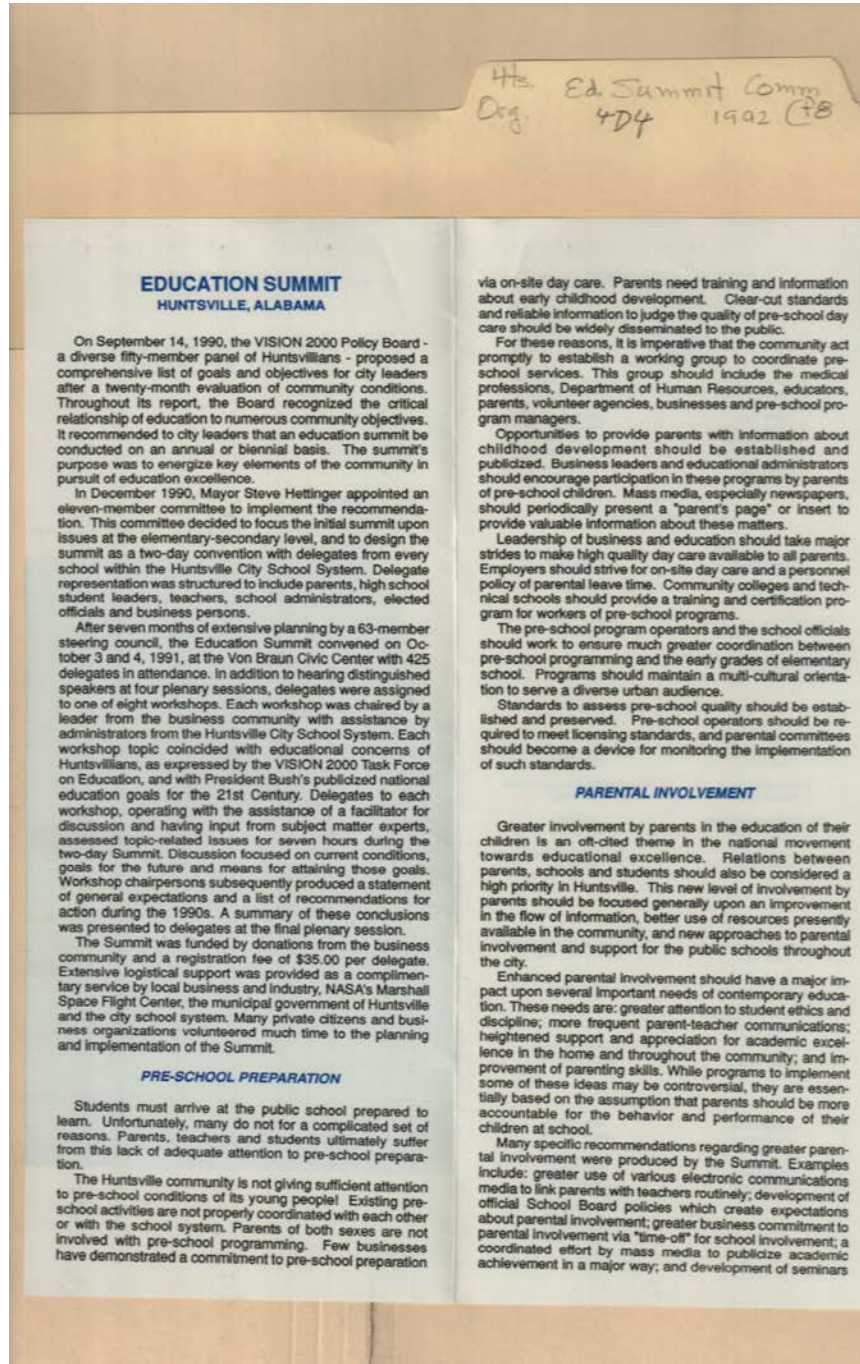 4ts. Ed. Summit Comm
Org. 4D4 1992
EDUCATION SUMMIT
HUNTSVILLE, ALABAMA
On September 14, 1990, the VISION 2000 Policy Board -
a diverse fifty-member panel of Huntsvillians - proposed a
comprehensive list of goals and objectives for city leaders
after a twenty-month evaluation of community conditions.
Throughout its report, the Board recognized the critical
relationship of education to numerous community objectives.
It recommended to city leaders that an education summit be
conducted on an annual or biennial basis. The summit's
purpose was to energize key elements of the community in
pursuit of education excellence.
In December 1990, Mayor Steve Hettinger appointed an
eleven-member committee to implement the recommenda-
tion. This committee decided to focus the initial summit upon
issues at the elementary-secondary level, and to design the
summit as a two-day convention with delegates from every
school within the Huntsville City School System. Delegate
representation was structured to include parents, high school
student leaders, teachers, school administrators, elected
officials and business persons.
After seven months of extensive planning by a 63-member
steering council, the Education Summit convened on Oc-
tober 3 and 4, 1991, at the Von Braun Civic Center with 425
delegates in attendance. In addition to hearing distinguished
speakers at four plenary sessions, delegates were assigned
to one of eight workshops. Each workshop was chaired by a
leader from the business community with assistance by
administrators from the Huntsville City School System. Each
workshop topic coincided with educational concerns of
Huntsvillians, as expressed by the VISION 2000 Task Force
on Education, and with President Bush's publicized national
education goals for the 21st Century. Delegates to each
workshop, operating with the assistance of a facilitator for
discussion and having input from subject matter experts,
assessed topic-related issues for seven hours during the
two-day Summit. Discussion focused on current conditions,
goals for the future and means for attaining those goals.
Workshop chairpersons subsequently produced a statement
of general expectations and a list of recommendations for
action during the 1990s. A summary of these conclusions
was presented to delegates at the final plenary session.
The Summit was funded by donations from the business
community and a registration fee of $35.00 per delegate.
Extensive logistical support was provided as a complimen-
tary service by local business and industry, NASA's Marshall
Space Flight Center, the municipal government of Huntsville
and the city school system. Many private citizens and busi-
ness organizations volunteered much time to the planning
and implementation of the Summit.
PRE-SCHOOL PREPARATION
Students must arrive at the public school prepared to
learn. Unfortunately, many do not for a complicated set of
reasons. Parents, teachers and students ultimately suffer
from this lack of adequate attention to pre-school prepara-
tion.
The Huntsville community is not giving sufficient attention
to pre-school conditions of its young people! Existing pre-
school activities are not properly coordinated with each other
or with the school system. Parents of both sexes are not
involved with pre-school programming. Few businesses
have demonstrated a commitment to pre-school preparation
via on-site day care. Parents need training and information
about early childhood development. Clear-cut standards
and reliable information to judge the quality of pre-school day
care should be widely disseminated to the public.
For these reasons, it is imperative that the community act
promptly to establish a working group to coordinate pre-
school services. This group should include the medical
professions, Department of Human Resources, educators,
parents, volunteer agencies, businesses and pre-school pro-
gram managers.
Opportunities to provide parents with information about
childhood development should be established and
publicized. Business leaders and educational administrators
should encourage participation in these programs by parents
of pre-school children. Mass media, especially newspapers,
should periodically present a "parent's page" or insert to
provide valuable information about these matters.
Leadership of business and education should take major
strides to make high quality day care available to all parents.
Employers should strive for on-site day care and a personnel
policy of parental leave time. Community colleges and tech-
nical schools should provide a training and certification pro-
gram for workers of pre-school programs.
The pre-school program operators and the school officials
should work to ensure much greater coordination between
pre-school programming and the early grades of elementary
school. Programs should maintain a multi-cultural orienta-
tion to serve a diverse urban audience.
Standards to assess pre-school quality should be estab-
lished and preserved. Pre-school operators should be re-
quired to meet licensing standards, and parental committees
should become a device for monitoring the implementation
of such standards.
PARENTAL INVOLVEMENT
Greater involvement by parents in the education of their
children is an oft-cited theme in the national movement
towards educational excellence. Relations between
parents, schools and students should also be considered a
high priority in Huntsville. This new level of involvement by
parents should be focused generally upon an improvement
in the flow of information, better use of resources presently
available in the community, and new approaches to parental
involvement and support for the public schools throughout
the city.
Enhanced parental involvement should have a major im-
pact upon several important needs of contemporary educa-
tion. These needs are: greater attention to student ethics and
discipline; more frequent parent-teacher communications;
heightened support and appreciation for academic excel-
lence in the home and throughout the community; and im-
provement of parenting skills. While programs to implement
some of these ideas may be controversial, they are essen-
tially based on the assumption that parents should be more
accountable for the behavior and performance of their
children at school.
Many specific recommendations regarding greater paren-
tal involvement were produced by the Summit. Examples
include: greater use of various electronic communications
media to link parents with teachers routinely; development of
official School Board policies which create expectations
about parental involvement; greater business commitment to
parental involvement via "time-off" for school involvement; a
coordinated effort by mass media to publicize academic
achievement in a major way; and development of seminars